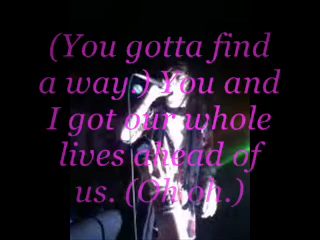 (You gotta find
a way.) You and
I got our whole
lives ahead of
us. (Oh oh.)